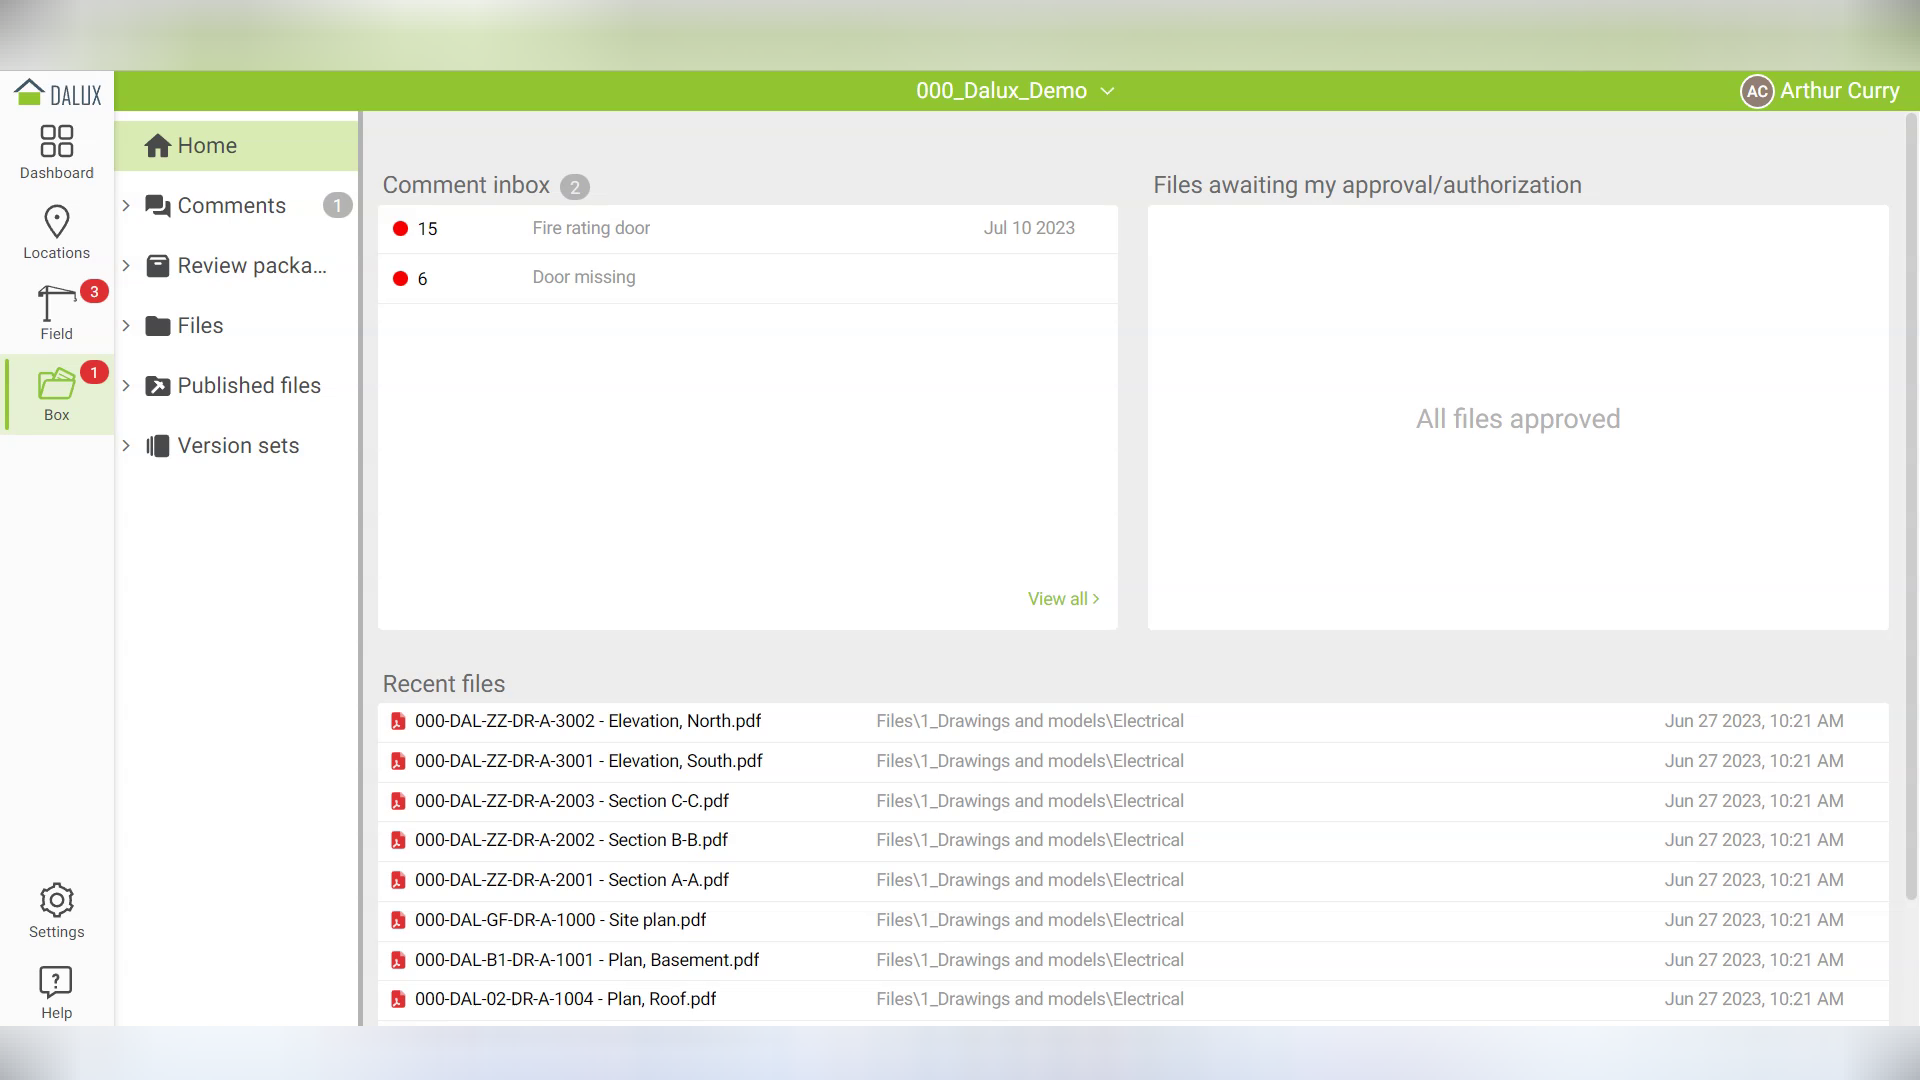 DALUX
000_Dalux_Demo
AC Arthur Curry
Dashboard
Locations
3
Field
1
Box
Settings
?
Help
Home
Comments 1
Review packa...
Files
Published files
Version sets
Comment inbox 2
15 Fire rating door Jul 10 2023
6 Door missing
View all >
Files awaiting my approval/authorization
All files approved
Recent files
000-DAL-ZZ-DR-A-3002 - Elevation, North.pdf Files\1_Drawings and models\Electrical Jun 27 2023, 10:21 AM
000-DAL-ZZ-DR-A-3001 - Elevation, South.pdf Files\1_Drawings and models\Electrical Jun 27 2023, 10:21 AM
000-DAL-ZZ-DR-A-2003 - Section C-C.pdf Files\1_Drawings and models\Electrical Jun 27 2023, 10:21 AM
000-DAL-ZZ-DR-A-2002 - Section B-B.pdf Files\1_Drawings and models\Electrical Jun 27 2023, 10:21 AM
000-DAL-ZZ-DR-A-2001 - Section A-A.pdf Files\1_Drawings and models\Electrical Jun 27 2023, 10:21 AM
000-DAL-GF-DR-A-1000 - Site plan.pdf Files\1_Drawings and models\Electrical Jun 27 2023, 10:21 AM
000-DAL-B1-DR-A-1001 - Plan, Basement.pdf Files\1_Drawings and models\Electrical Jun 27 2023, 10:21 AM
000-DAL-02-DR-A-1004 - Plan, Roof.pdf Files\1_Drawings and models\Electrical Jun 27 2023, 10:21 AM